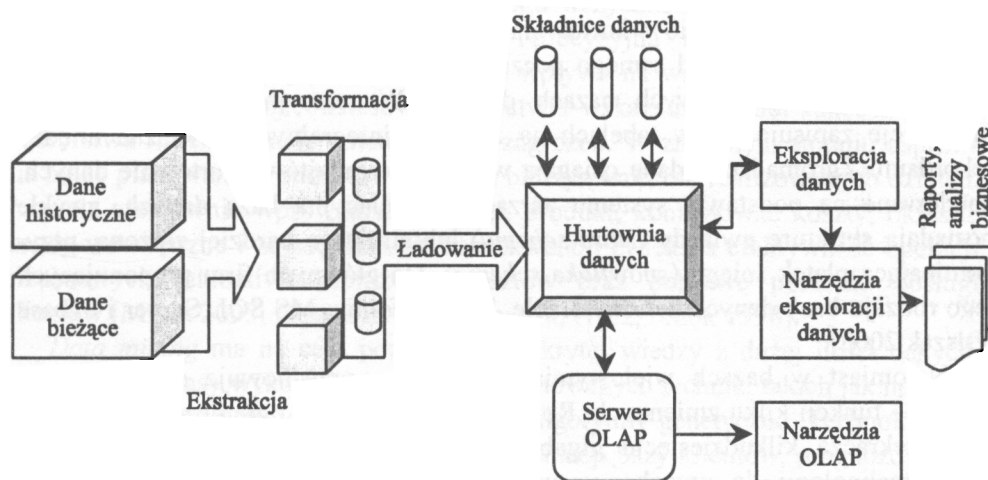 Składnice danych
Transformacja
Dane
historyczne
Dane
bieżące
Ekstrakcja
Ładowanie
Hurtownia
danych
Eksploracja
danych
Narzędzia
eksploracji
danych
Raporty,
analizy
biznesowe
Serwer
OLAP
Narzędzia
OLAP